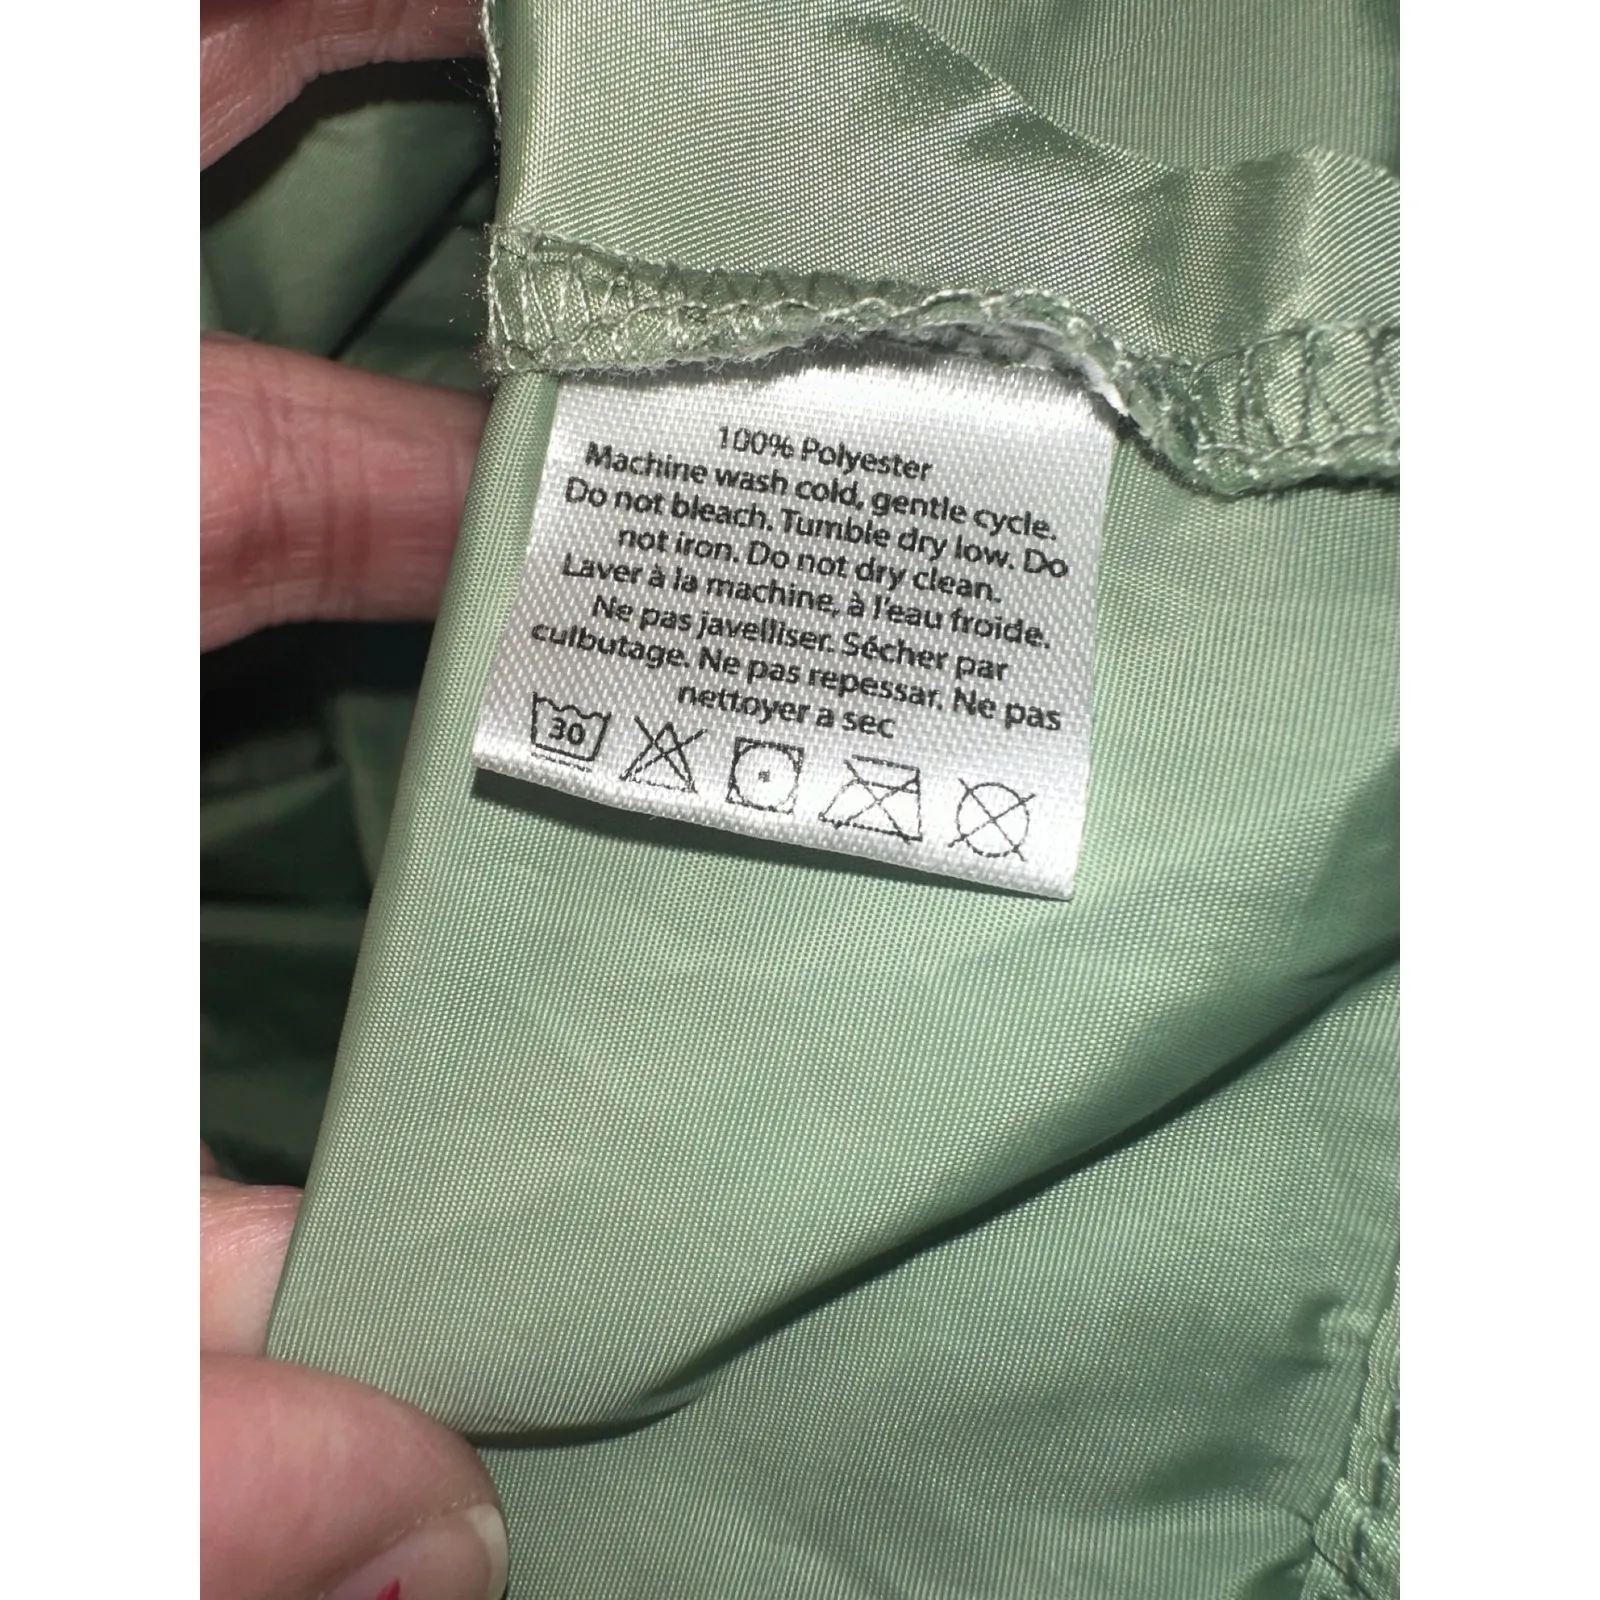 100% Polyester
Machine wash cold, gentle cycle.
Do not bleach. Tumble dry low. Do
not iron. Do not dry clean.
Laver à la machine, à l'eau froide.
Ne pas javelliser. Sécher par
culbutage. Ne pas repessar. Ne pas
nettoyer a sec
30